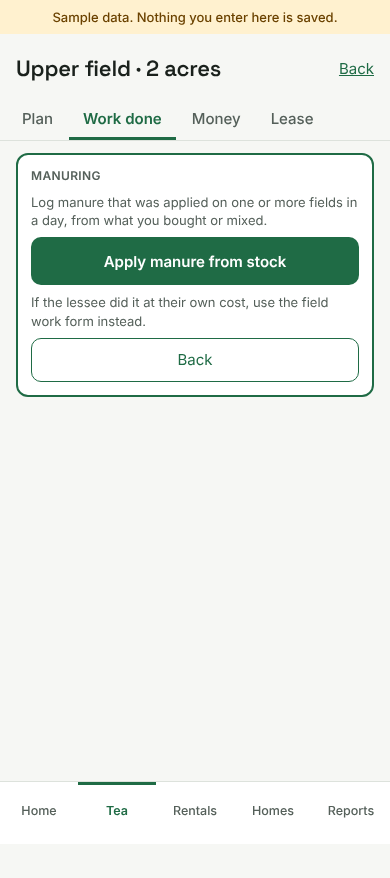 Sample data. Nothing you enter here is saved.
Upper field · 2 acres
Back
Plan
Work done
Money
Lease
MANURING
Log manure that was applied on one or more fields in
a day, from what you bought or mixed.
Apply manure from stock
If the lessee did it at their own cost, use the field
work form instead.
Back
Home
Tea
Rentals
Homes
Reports